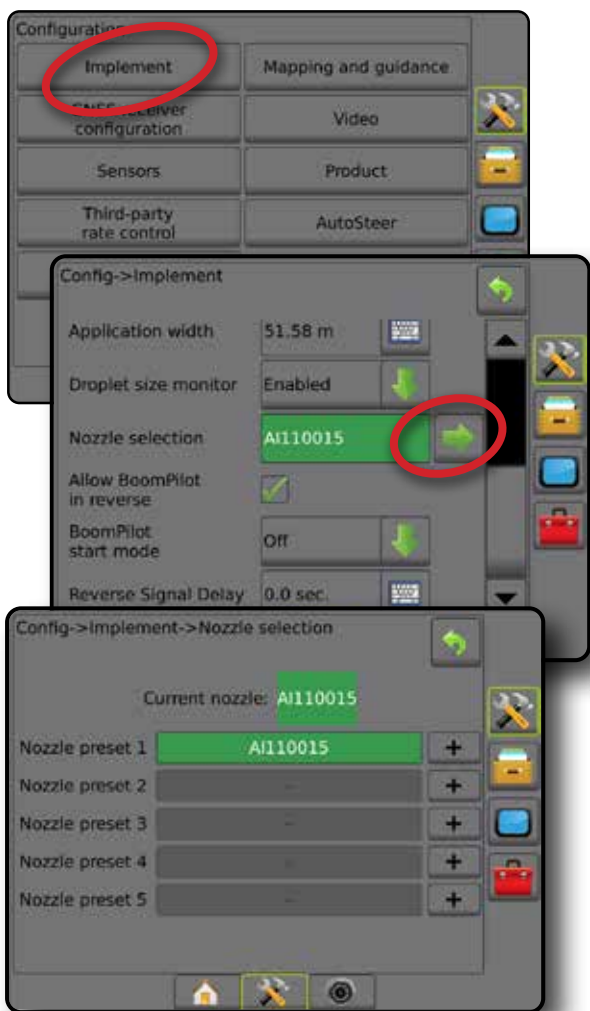 Configuration
Implement
Mapping and guidance
GNSS receiver
configuration
Video
Sensors
Product
Third-party
rate control
AutoSteer
Config->Implement
Application width
51.58 m
Droplet size monitor
Enabled
Nozzle selection
AI110015
Allow BoomPilot
in reverse
BoomPilot
start mode
Off
Reverse Signal Delay
0.0 sec.
Config->Implement->Nozzle selection
Current nozzle: AI110015
Nozzle preset 1 AI110015 +
Nozzle preset 2 - +
Nozzle preset 3 - +
Nozzle preset 4 - +
Nozzle preset 5 - +